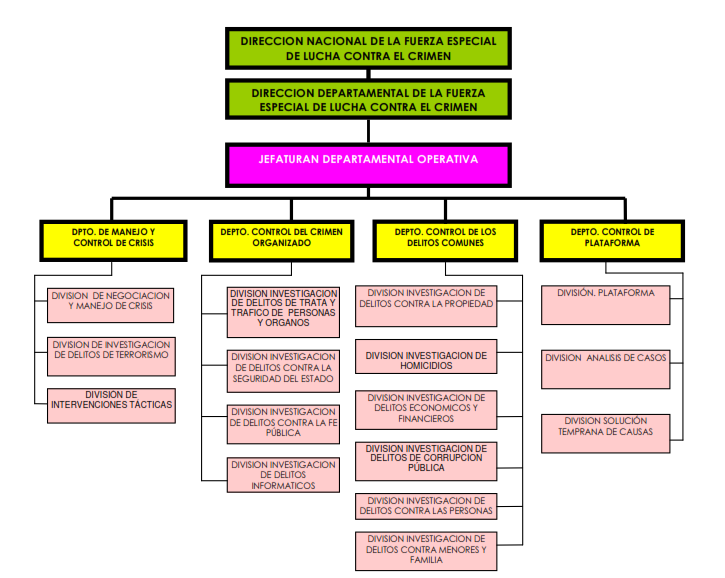 DIRECCION NACIONAL DE LA FUERZA ESPECIAL
DE LUCHA CONTRA EL CRIMEN
DIRECCION DEPARTAMENTAL DE LA FUERZA
ESPECIAL DE LUCHA CONTRA EL CRIMEN
JEFATURAN DEPARTAMENTAL OPERATIVA
DPTO. DE MANEJO Y
CONTROL DE CRISIS
DIVISION DE NEGOCIACION
Y MANEJO DE CRISIS
DIVISION DE INVESTIGACION
DE DELITOS DE TERRORISMO
DIVISION DE
INTERVENCIONES TÁCTICAS
DEPTO. CONTROL DEL CRIMEN
ORGANIZADO
DIVISION INVESTIGACION
DE DELITOS DE TRATA Y
TRAFICO DE PERSONAS
Y ORGANOS
DIVISION INVESTIGACION
DE DELITOS CONTRA LA
SEGURIDAD DEL ESTADO
DIVISION INVESTIGACION
DE DELITOS CONTRA LA FE
PÚBLICA
DIVISION INVESTIGACION
DE DELITOS
INFORMATICOS
DEPTO. CONTROL DE LOS
DELITOS COMUNES
DIVISION INVESTIGACION DE
DELITOS CONTRA LA PROPIEDAD
DIVISION INVESTIGACION DE
HOMICIDIOS
DIVISION INVESTIGACION DE
DELITOS ECONOMICOS Y
FINANCIEROS
DIVISION INVESTIGACION DE
DELITOS DE CORRUPCION
PÚBLICA
DIVISION INVESTIGACION DE
DELITOS CONTRA LAS PERSONAS
DIVISION INVESTIGACION DE
DELITOS CONTRA MENORES Y
FAMILIA
DEPTO. CONTROL DE
PLATAFORMA
DIVISIÓN. PLATAFORMA
DIVISION ANALISIS DE CASOS
DIVISION SOLUCIÓN
TEMPRANA DE CAUSAS